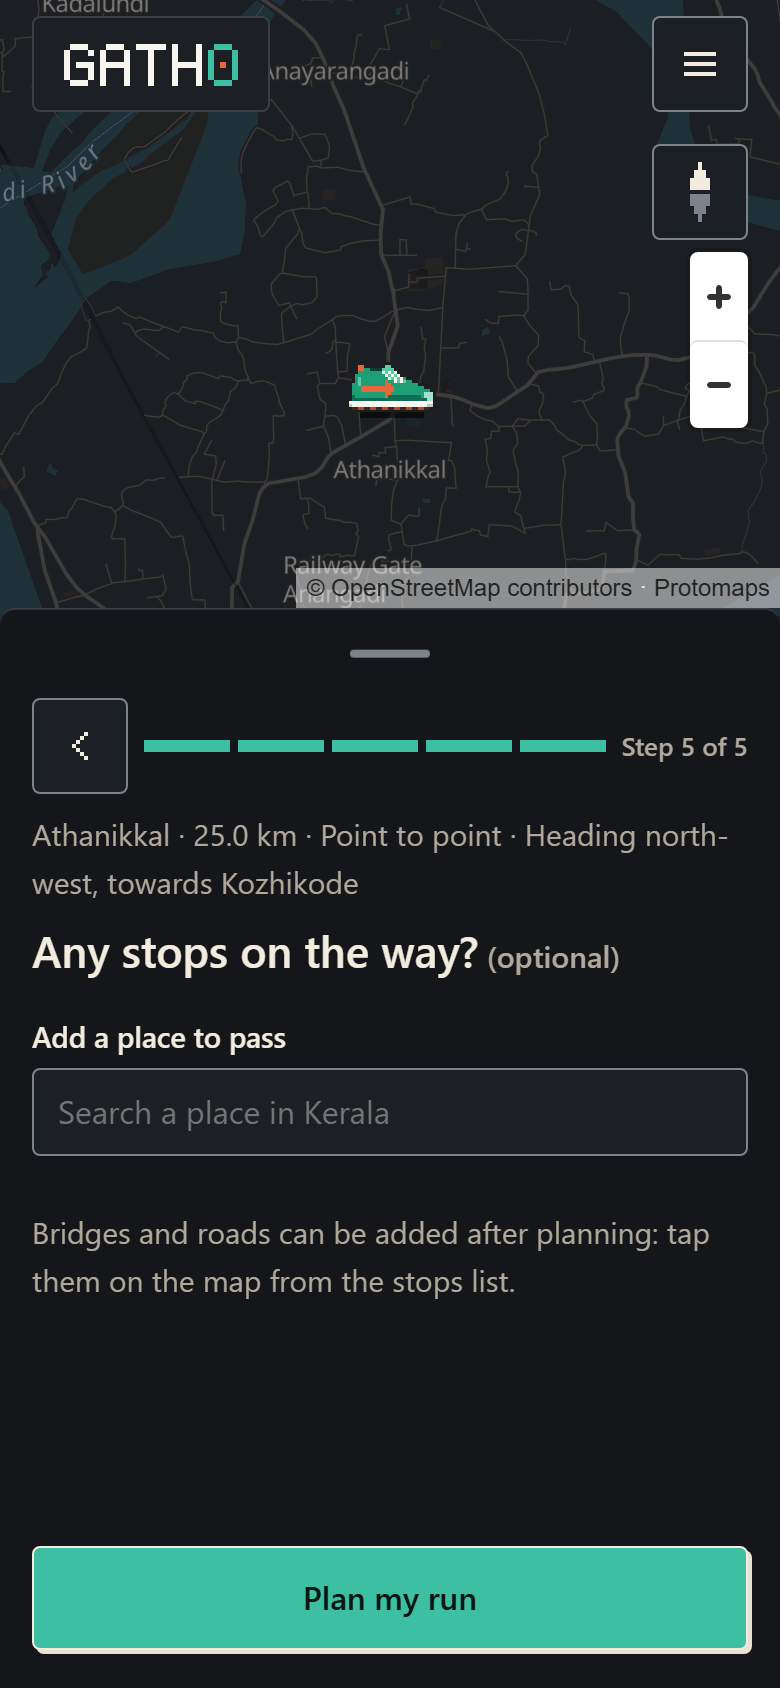 Kadalundi
GATHO
Anayarangadi
di River
Athanikkal
Railway Gate
Anangadi
© OpenStreetMap contributors · Protomaps
Step 5 of 5
Athanikkal · 25.0 km · Point to point · Heading north-
west, towards Kozhikode
Any stops on the way? (optional)
Add a place to pass
Search a place in Kerala
Bridges and roads can be added after planning: tap
them on the map from the stops list.
Plan my run